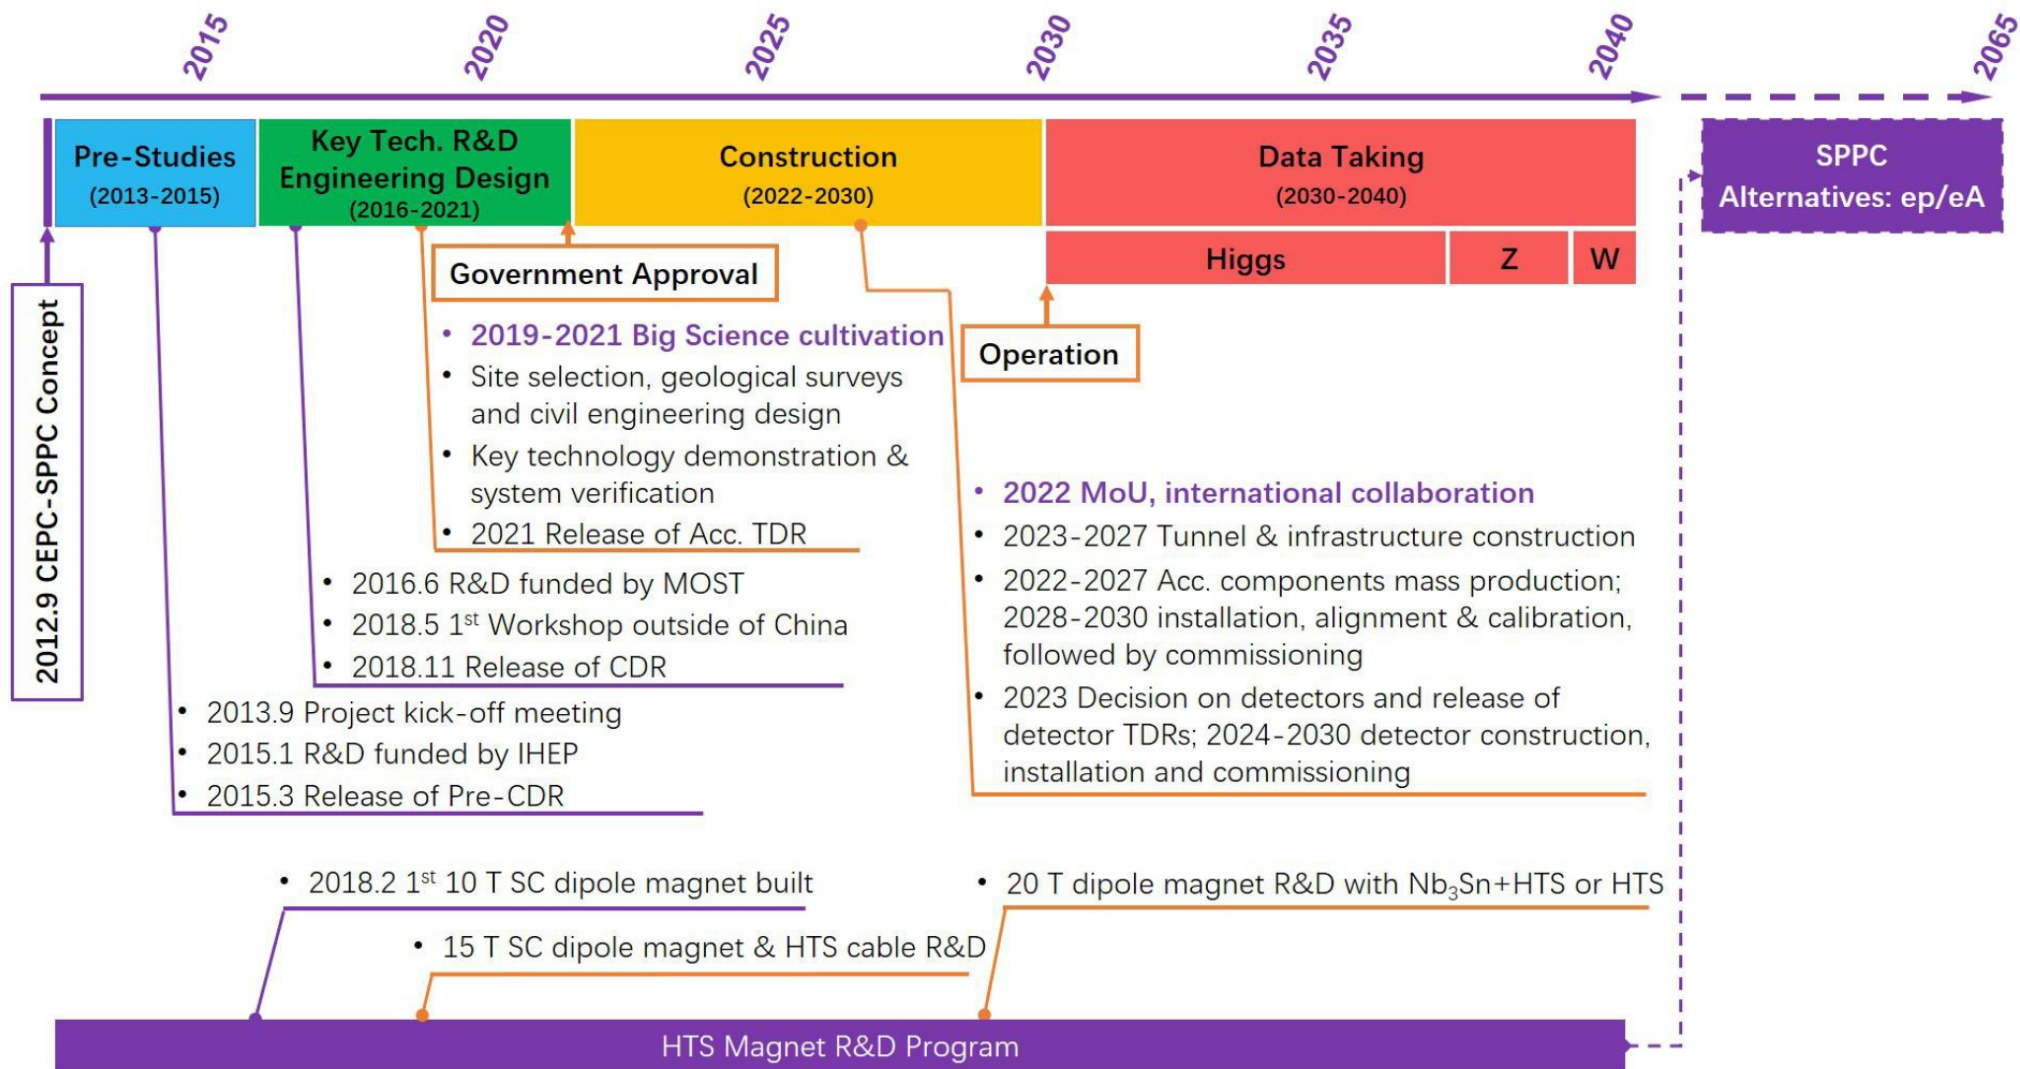 2015
2020
2025
2030
2035
2040
2065
Pre-Studies
(2013-2015)
Key Tech. R&D
Engineering Design
(2016-2021)
Construction
(2022-2030)
Data Taking
(2030-2040)
SPPC
Alternatives: ep/eA
Higgs
Z
W
2012.9 CEPC-SPPC Concept
Government Approval
Operation
• 2019-2021 Big Science cultivation
• Site selection, geological surveys
and civil engineering design
• Key technology demonstration &
system verification
• 2021 Release of Acc. TDR
• 2016.6 R&D funded by MOST
• 2018.5 1st Workshop outside of China
• 2018.11 Release of CDR
• 2013.9 Project kick-off meeting
• 2015.1 R&D funded by IHEP
• 2015.3 Release of Pre-CDR
• 2022 MoU, international collaboration
• 2023-2027 Tunnel & infrastructure construction
• 2022-2027 Acc. components mass production;
2028-2030 installation, alignment & calibration,
followed by commissioning
• 2023 Decision on detectors and release of
detector TDRs; 2024-2030 detector construction,
installation and commissioning
• 2018.2 1st 10 T SC dipole magnet built
• 15 T SC dipole magnet & HTS cable R&D
• 20 T dipole magnet R&D with Nb3Sn+HTS or HTS
HTS Magnet R&D Program